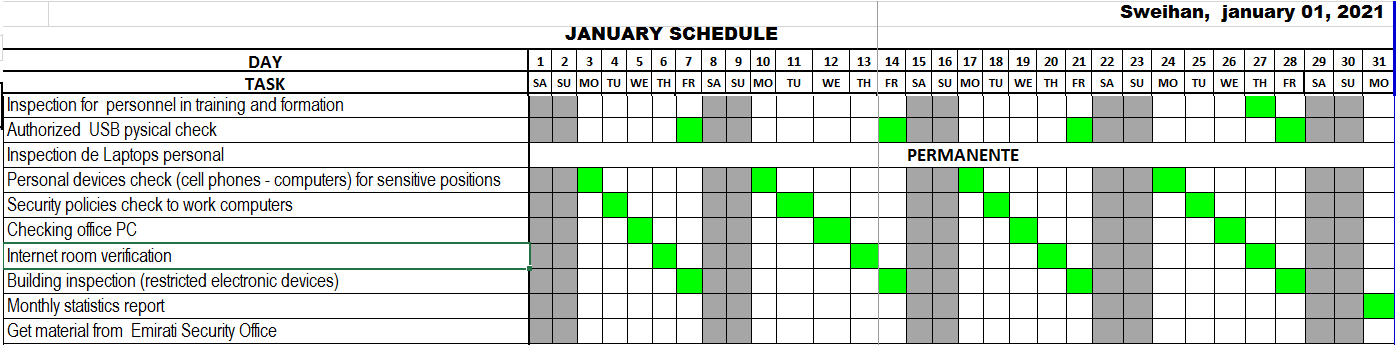 Sweihan, january 01, 2021
JANUARY SCHEDULE
DAY 1 2 3 4 5 6 7 8 9 10 11 12 13 14 15 16 17 18 19 20 21 22 23 24 25 26 27 28 29 30 31
TASK SA SU MO TU WE TH FR SA SU MO TU WE TH FR SA SU MO TU WE TH FR SA SU MO TU WE TH FR SA SU MO
Inspection for personnel in training and formation
Authorized USB pysical check
Inspection de Laptops personal PERMANENTE
Personal devices check (cell phones - computers) for sensitive positions
Security policies check to work computers
Checking office PC
Internet room verification
Building inspection (restricted electronic devices)
Monthly statistics report
Get material from Emirati Security Office